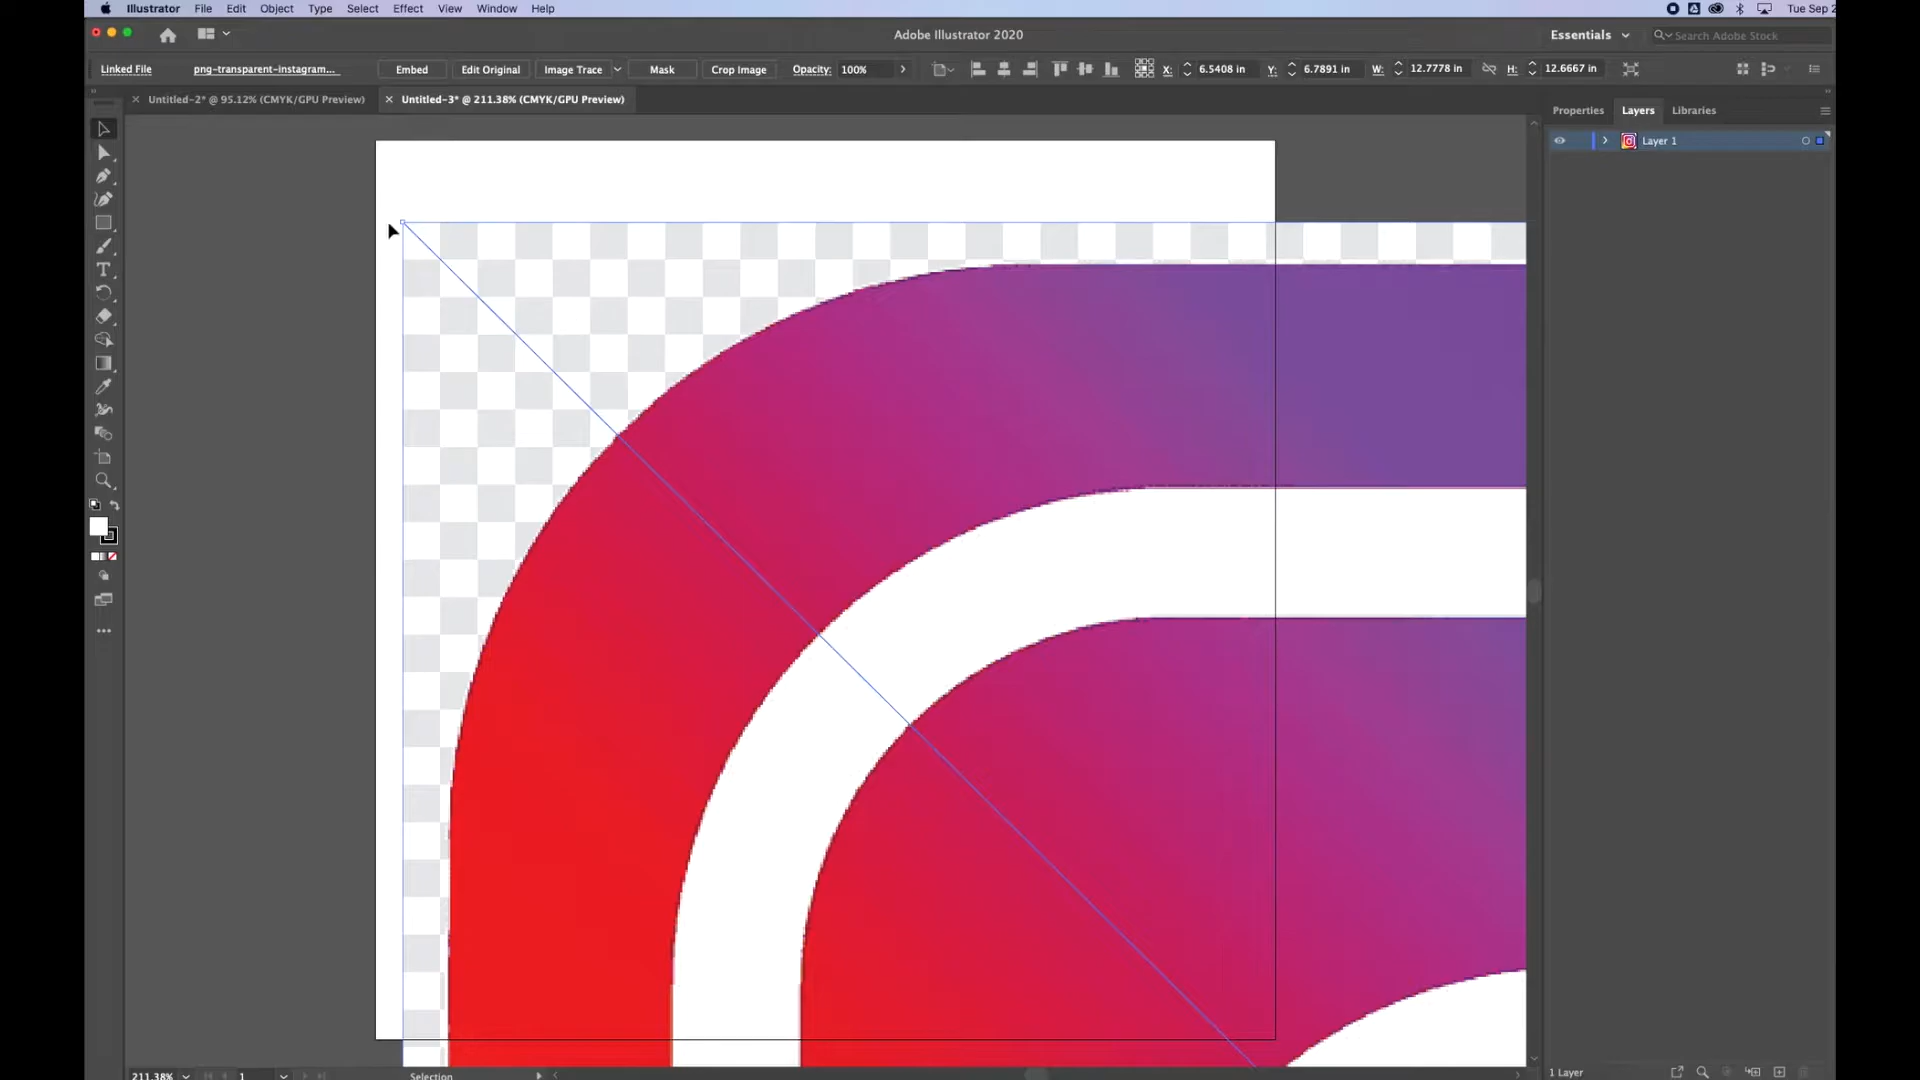 Illustrator File Edit Object Type Select Effect View Window Help Tue Sep 2
Adobe Illustrator 2020 Essentials Search Adobe Stock
Linked File png-transparent-instagram... Embed Edit Original Image Trace Mask Crop Image Opacity: 100% X: 6.5408 in Y: 6.7891 in W: 12.7778 in H: 12.6667 in
Untitled-2* @ 95.12% (CMYK/GPU Preview) Untitled-3* @ 211.38% (CMYK/GPU Preview)
Properties Layers Libraries
Layer 1
211.38% 1 Selection 1 Layer